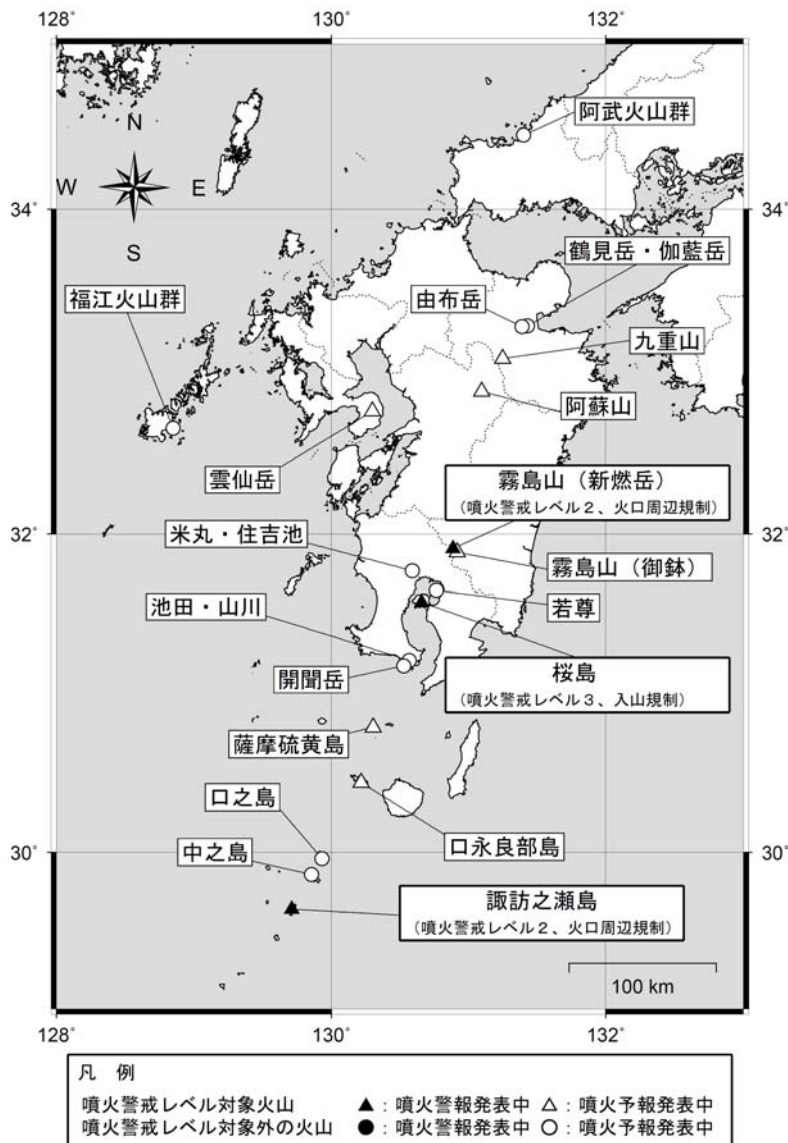 128°
130°
132°
N
W
E
S
34°
32°
30°
阿武火山群
鶴見岳・伽藍岳
由布岳
福江火山群
九重山
阿蘇山
雲仙岳
霧島山（新燃岳）
（噴火警戒レベル２、火口周辺規制）
米丸・住吉池
霧島山（御鉢）
池田・山川
若尊
開聞岳
桜島
（噴火警戒レベル３、入山規制）
薩摩硫黄島
口之島
口永良部島
中之島
諏訪之瀬島
（噴火警戒レベル２、火口周辺規制）
100 km
34°
32°
30°
128°
130°
132°
凡 例
噴火警戒レベル対象火山 ▲：噴火警報発表中 △：噴火予報発表中
噴火警戒レベル対象外の火山 ●：噴火警報発表中 ○：噴火予報発表中